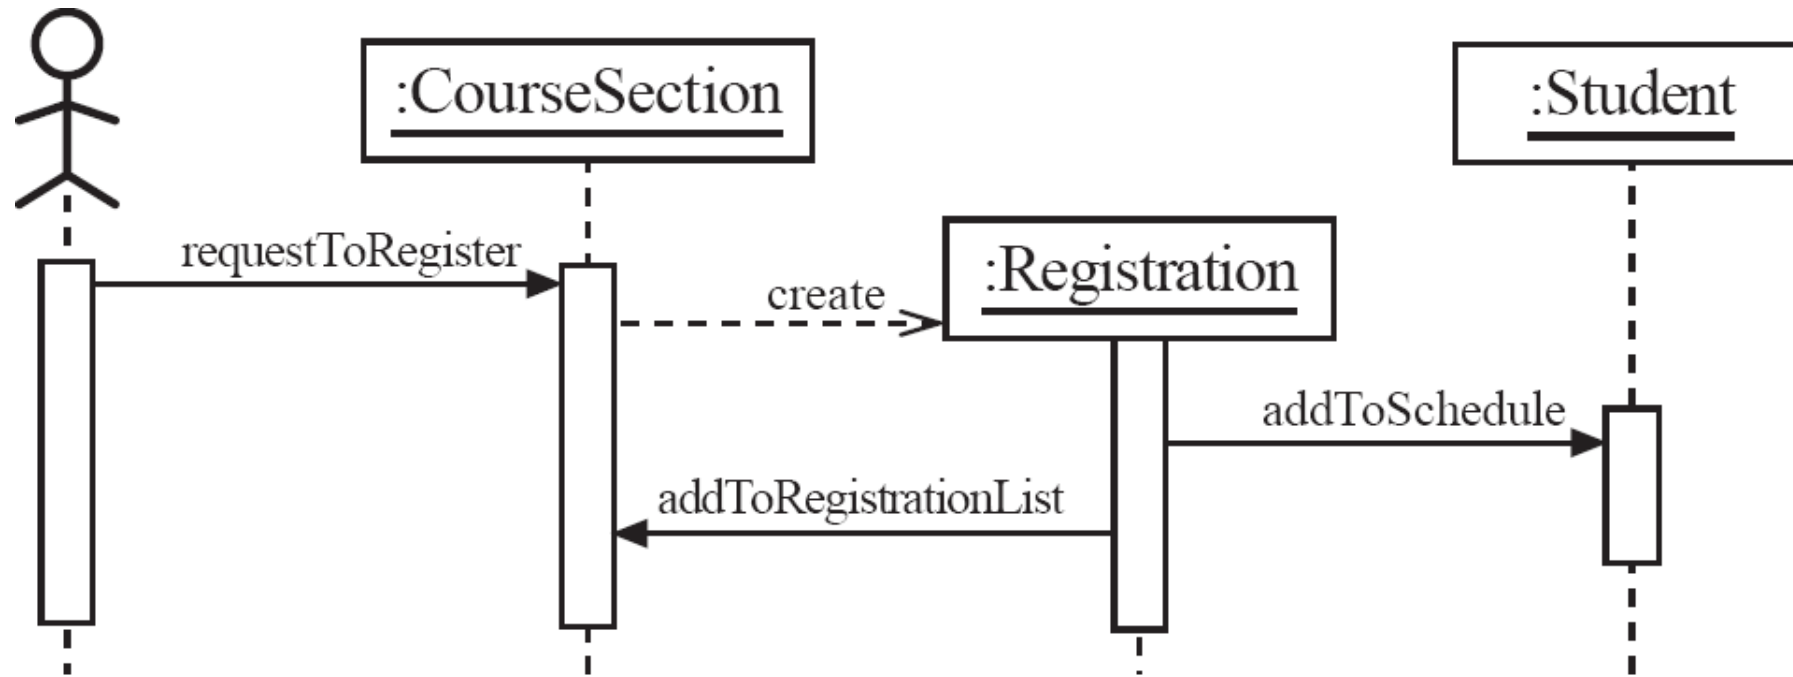 :CourseSection
:Student
requestToRegister
:Registration
create
addToSchedule
addToRegistrationList